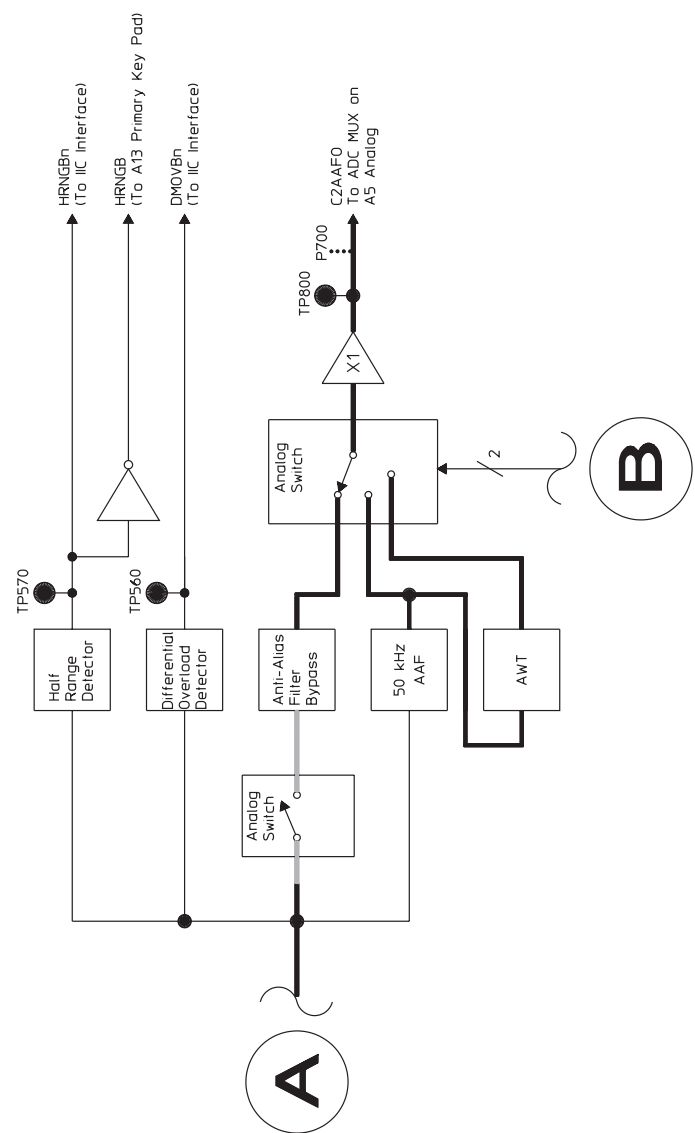 HRNGBn
(To IIC Interface)
HRNGB
(To A13 Primary Key Pad)
DMOVBn
(To IIC Interface)
TP570
Half
Range
Detector
TP560
Differential
Overload
Detector
C2AAFO
To ADC MUX on
A5 Analog
P700
TP800
X1
Analog
Switch
Anti-Alias
Filter
Bypass
Analog
Switch
50 kHz
AAF
AWT
2
A
B